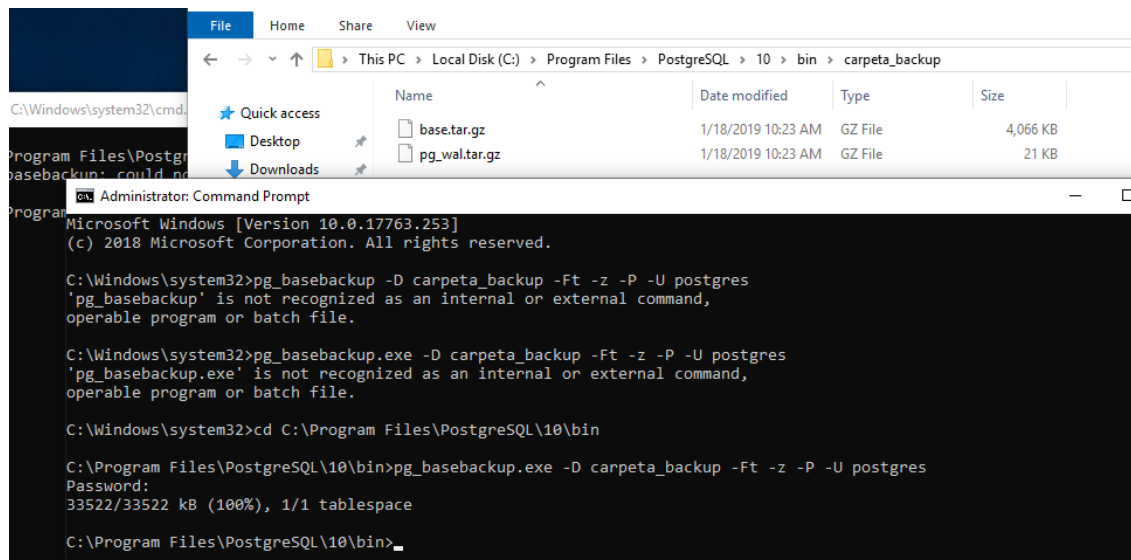 File Home Share View
This PC > Local Disk (C:) > Program Files > PostgreSQL > 10 > bin > carpeta_backup
Name Date modified Type Size
C:\Windows\system32\cmd.
Quick access
base.tar.gz 1/18/2019 10:23 AM GZ File 4,066 KB
Desktop
pg_wal.tar.gz 1/18/2019 10:23 AM GZ File 21 KB
Program Files\Postgr
Downloads
basebackup: could no
Administrator: Command Prompt
Program
Microsoft Windows [Version 10.0.17763.253]
(c) 2018 Microsoft Corporation. All rights reserved.
C:\Windows\system32>pg_basebackup -D carpeta_backup -Ft -z -P -U postgres
'pg_basebackup' is not recognized as an internal or external command,
operable program or batch file.
C:\Windows\system32>pg_basebackup.exe -D carpeta_backup -Ft -z -P -U postgres
'pg_basebackup.exe' is not recognized as an internal or external command,
operable program or batch file.
C:\Windows\system32>cd C:\Program Files\PostgreSQL\10\bin
C:\Program Files\PostgreSQL\10\bin>pg_basebackup.exe -D carpeta_backup -Ft -z -P -U postgres
Password:
33522/33522 kB (100%), 1/1 tablespace
C:\Program Files\PostgreSQL\10\bin>_